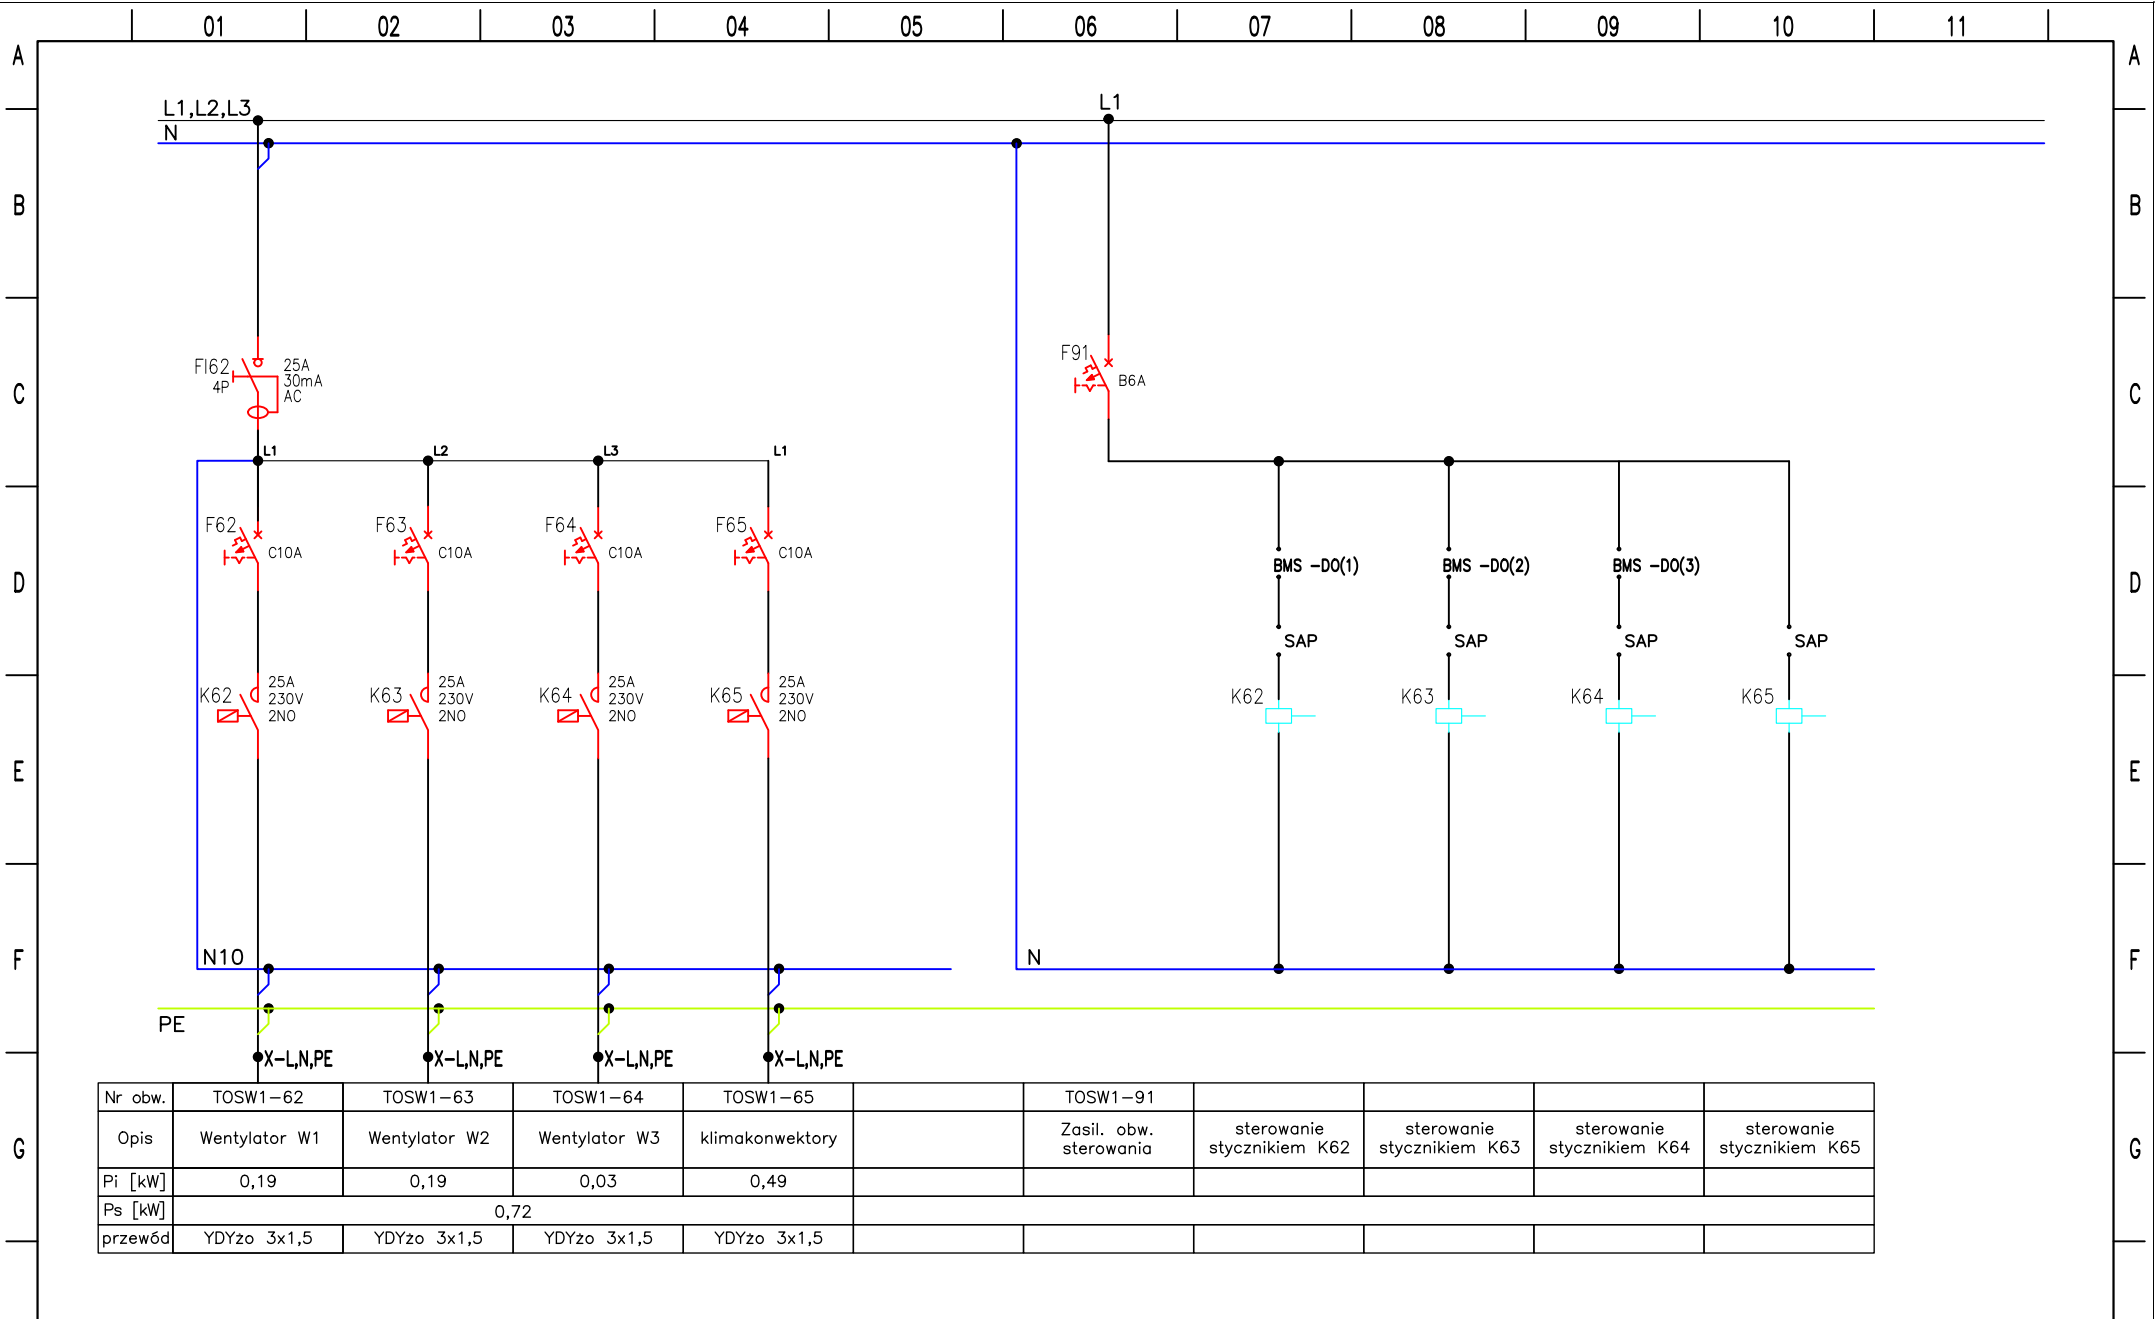 01 02 03 04 05 06 07 08 09 10 11
A A
L1,L2,L3 L1
N
B B
FI62 25A
4P 30mA
AC
F91 B6A
C C
L1 L2 L3 L1
F62 C10A F63 C10A F64 C10A F65 C10A
BMS -DO(1) BMS -DO(2) BMS -DO(3)
D D
SAP SAP SAP SAP
K62 25A K63 25A K64 25A K65 25A
230V 230V 230V 230V
2NO 2NO 2NO 2NO
K62 K63 K64 K65
E E
N10 N
F F
PE
X-L,N,PE X-L,N,PE X-L,N,PE X-L,N,PE
Nr obw. TOSW1-62 TOSW1-63 TOSW1-64 TOSW1-65 TOSW1-91
G G
Opis Wentylator W1 Wentylator W2 Wentylator W3 klimakonwektory Zasil. obw. sterowanie sterowanie sterowanie sterowanie
sterowania stycznikiem K62 stycznikiem K63 stycznikiem K64 stycznikiem K65
Pi [kW] 0,19 0,19 0,03 0,49
Ps [kW] 0,72
przewód YDYżo 3x1,5 YDYżo 3x1,5 YDYżo 3x1,5 YDYżo 3x1,5